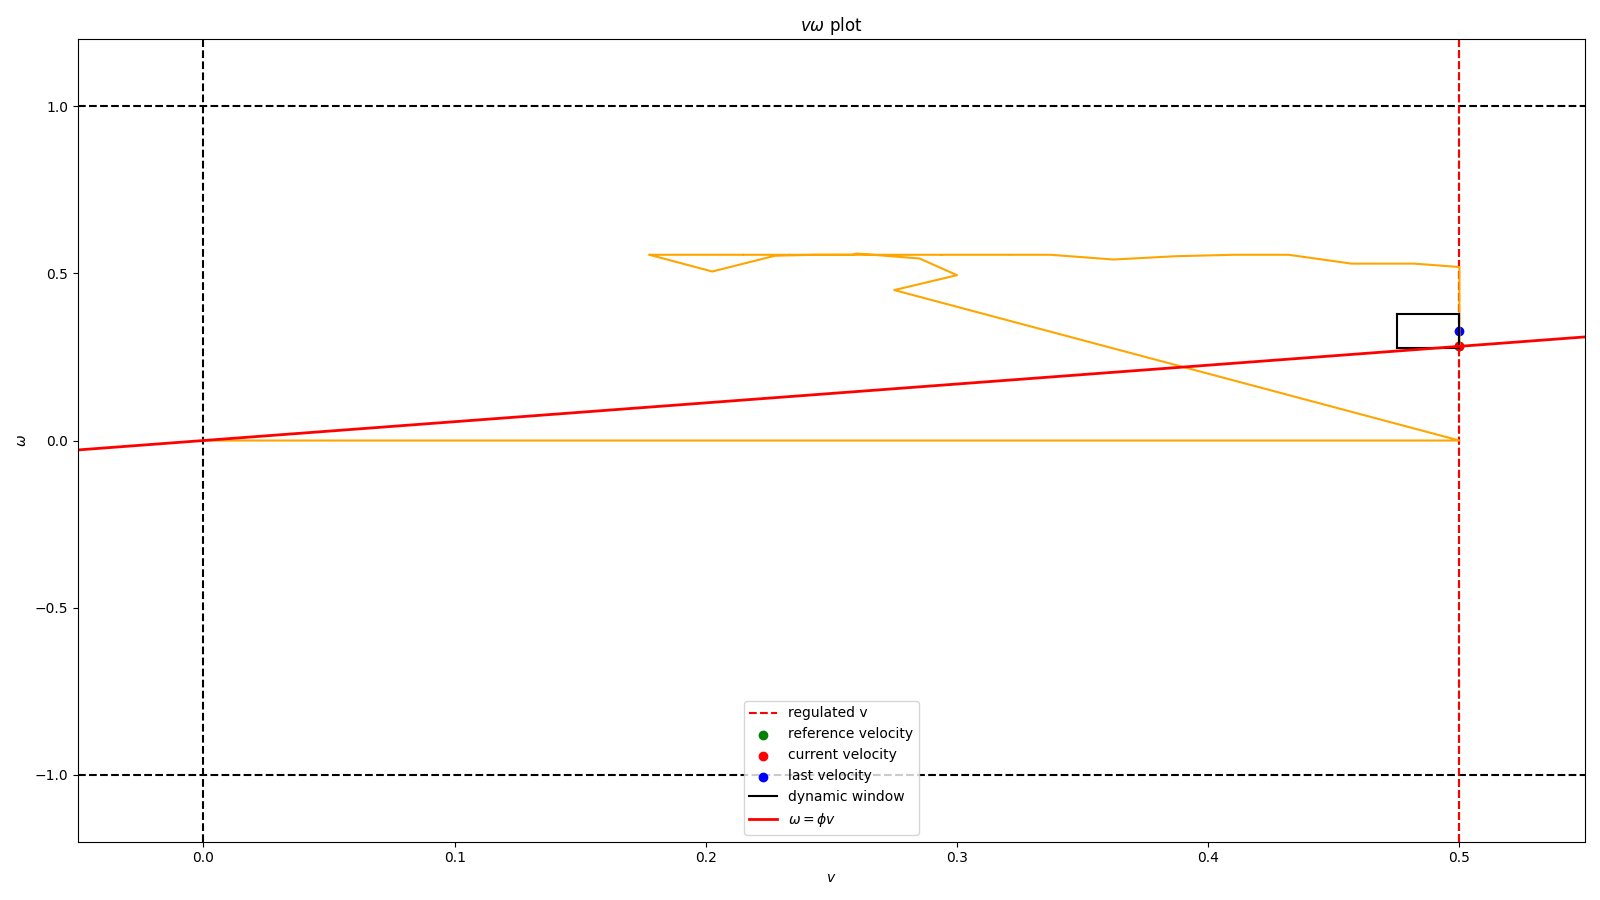 vω plot
1.0
0.5
0.0
−0.5
−1.0
ω
0.0 0.1 0.2 0.3 0.4 0.5
v
regulated v
reference velocity
current velocity
last velocity
dynamic window
ω = ϕv